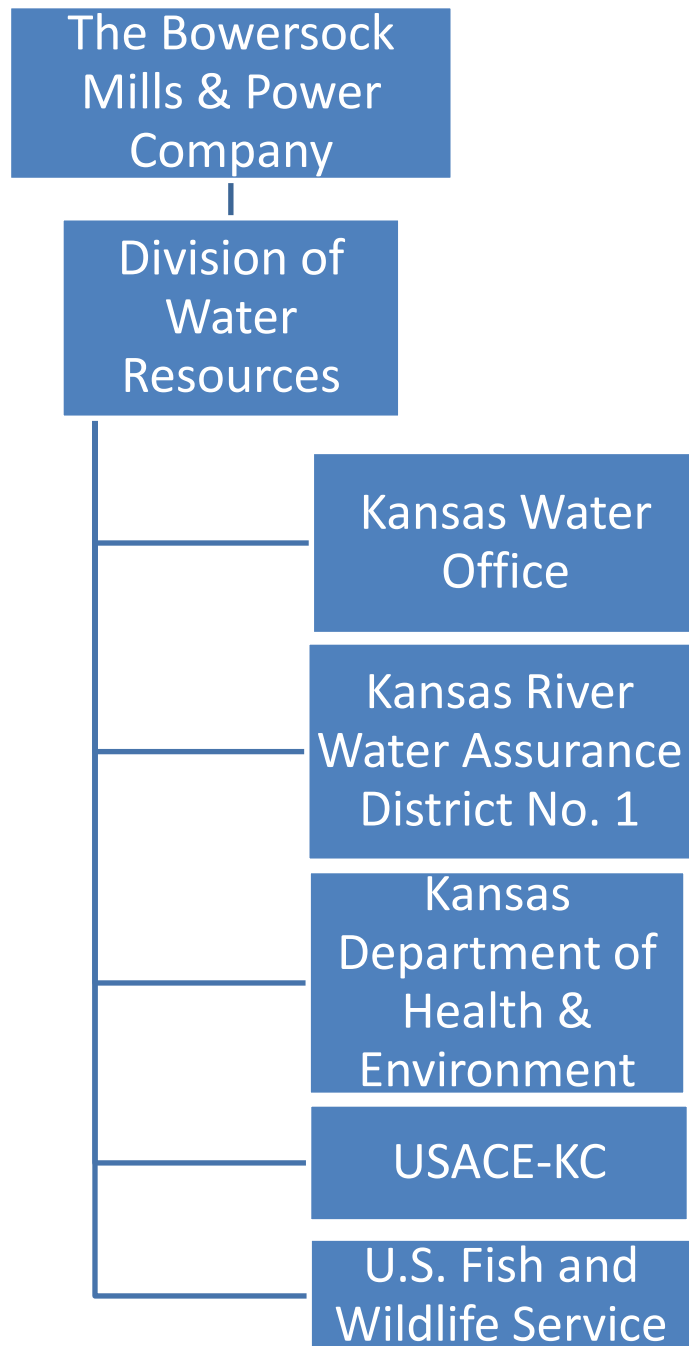 The Bowersock
Mills & Power
Company
Division of
Water
Resources
Kansas Water
Office
Kansas River
Water Assurance
District No. 1
Kansas
Department of
Health &
Environment
USACE-KC
U.S. Fish and
Wildlife Service